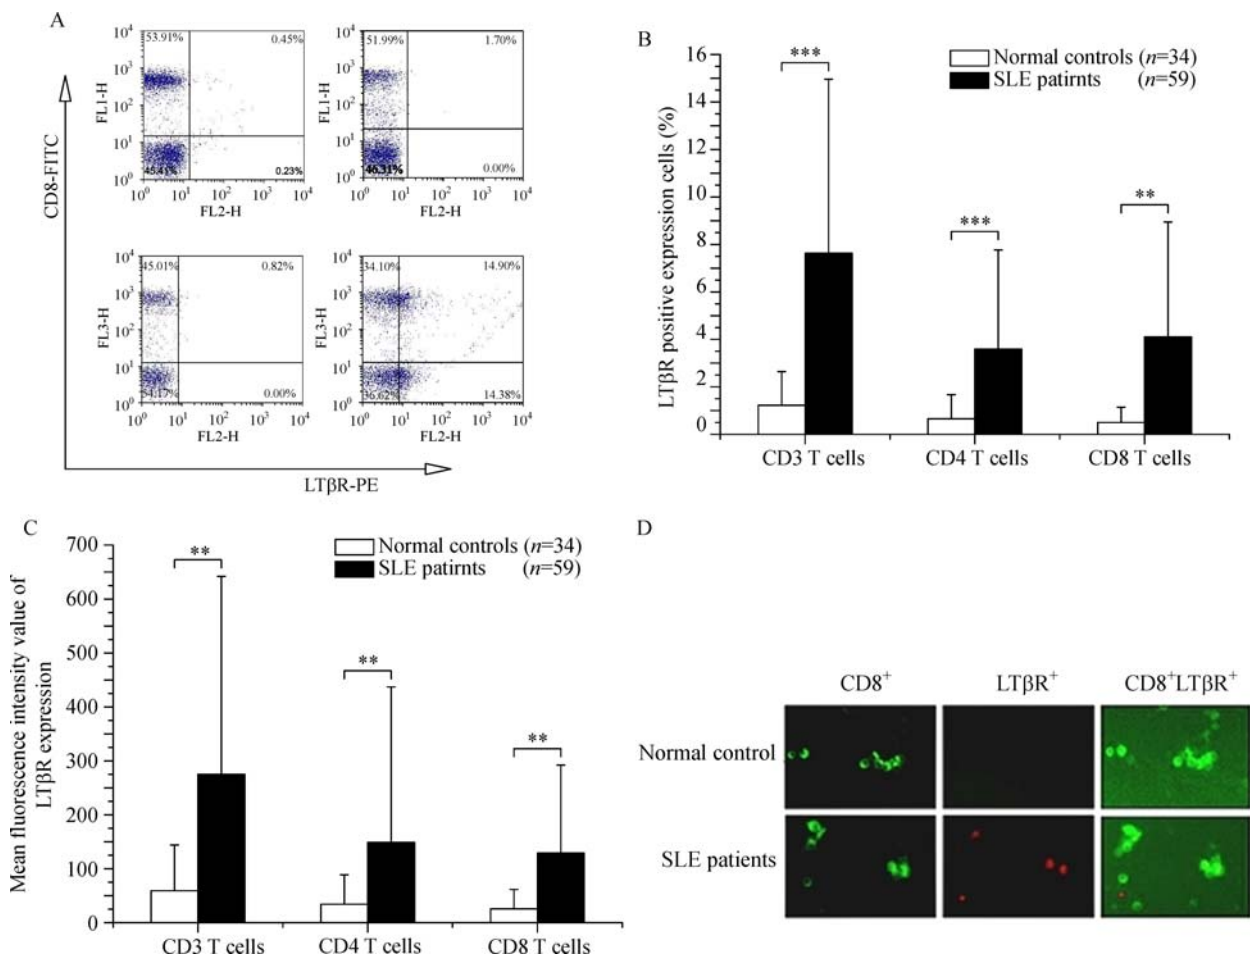 A
CD8-FITC
53.91% 0.45%
FL1-H
10⁴
10³
10²
10¹
10⁰
45.41% 0.23%
10⁰ 10¹ 10² 10³ 10⁴
FL2-H
51.99% 1.70%
FL1-H
10⁴
10³
10²
10¹
10⁰
46.31% 0.00%
10⁰ 10¹ 10² 10³ 10⁴
FL2-H
45.01% 0.82%
FL3-H
10⁴
10³
10²
10¹
10⁰
54.17% 0.00%
10⁰ 10¹ 10² 10³ 10⁴
FL2-H
34.10% 14.90%
FL3-H
10⁴
10³
10²
10¹
10⁰
36.62% 14.38%
10⁰ 10¹ 10² 10³ 10⁴
FL2-H
LTβR-PE
B
LTβR positive expression cells (%)
16
14
12
10
16
8
6
4
2
0
Normal controls (n=34)
SLE patirnts (n=59)
***
***
**
CD3 T cells CD4 T cells CD8 T cells
C
Mean fluorescence intensity value of
LTβR expression
700
600
500
400
300
200
100
0
Normal controls (n=34)
SLE patirnts (n=59)
**
**
**
CD3 T cells CD4 T cells CD8 T cells
D
CD8⁺ LTβR⁺ CD8⁺LTβR⁺
Normal control
SLE patients